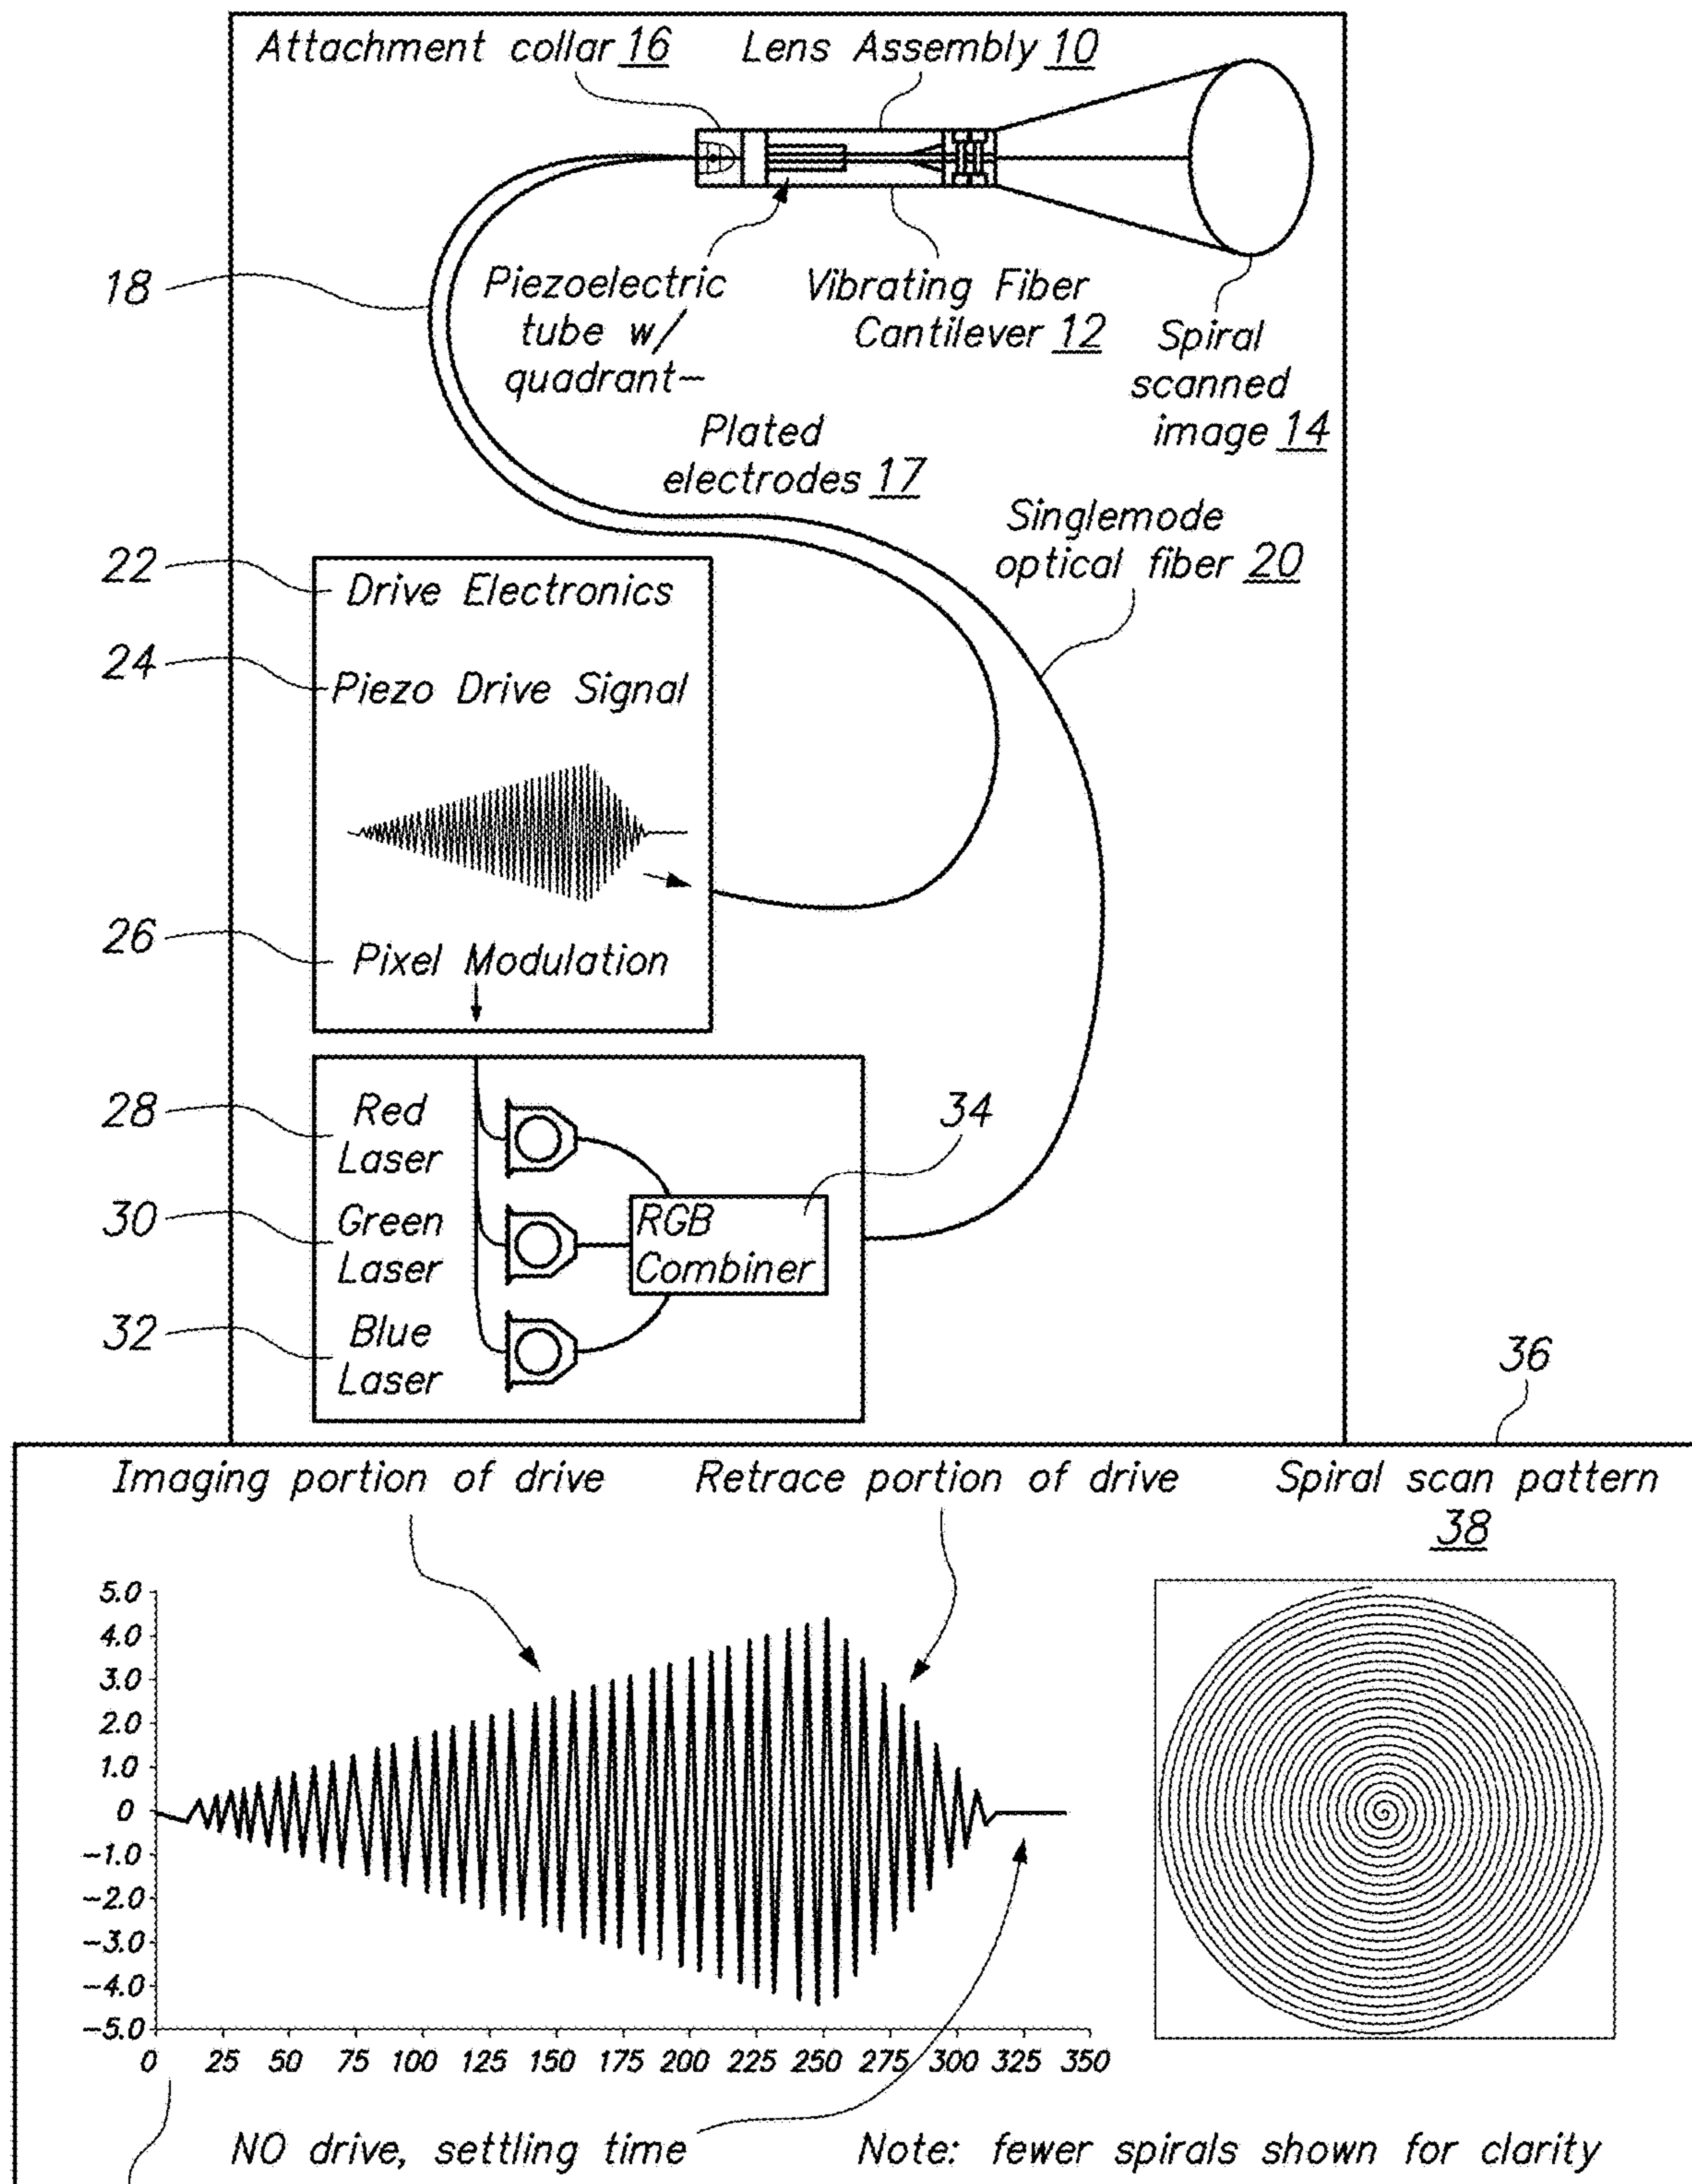 Attachment collar 16 Lens Assembly 10
18
Piezoelectric
tube w/
quadrant-
Vibrating Fiber
Cantilever 12
Spiral
scanned
image 14
Plated
electrodes 17
Singlemode
optical fiber 20
22
Drive Electronics
24
Piezo Drive Signal
26
Pixel Modulation
28
Red
Laser
34
30
Green
Laser
RGB
Combiner
32
Blue
Laser
36
Imaging portion of drive Retrace portion of drive Spiral scan pattern
38
5.0
4.0
3.0
2.0
1.0
0
-1.0
-2.0
-3.0
-4.0
-5.0
0 25 50 75 100 125 150 175 200 225 250 275 300 325 350
NO drive, settling time Note: fewer spirals shown for clarity